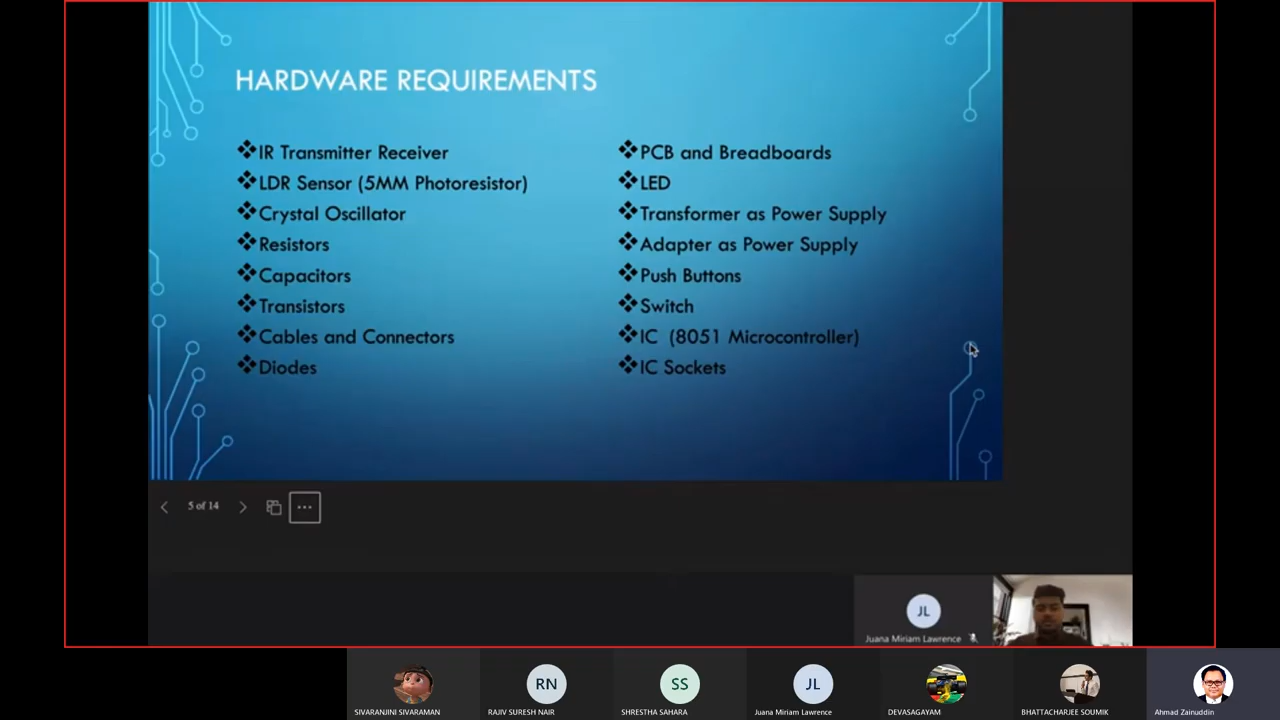 HARDWARE REQUIREMENTS
IR Transmitter Receiver
LDR Sensor (5MM Photoresistor)
Crystal Oscillator
Resistors
Capacitors
Transistors
Cables and Connectors
Diodes
PCB and Breadboards
LED
Transformer as Power Supply
Adapter as Power Supply
Push Buttons
Switch
IC (8051 Microcontroller)
IC Sockets
5 of 14
JL
Juana Miriam Lawrence
RN
SS
JL
SIVARANJINI SIVARAMAN
RAJIV SURESH NAIR
SHRESTHA SAHARA
Juana Miriam Lawrence
DEVASAGAYAM
BHATTACHARJEE SOUMIK
Ahmad Zainuddin